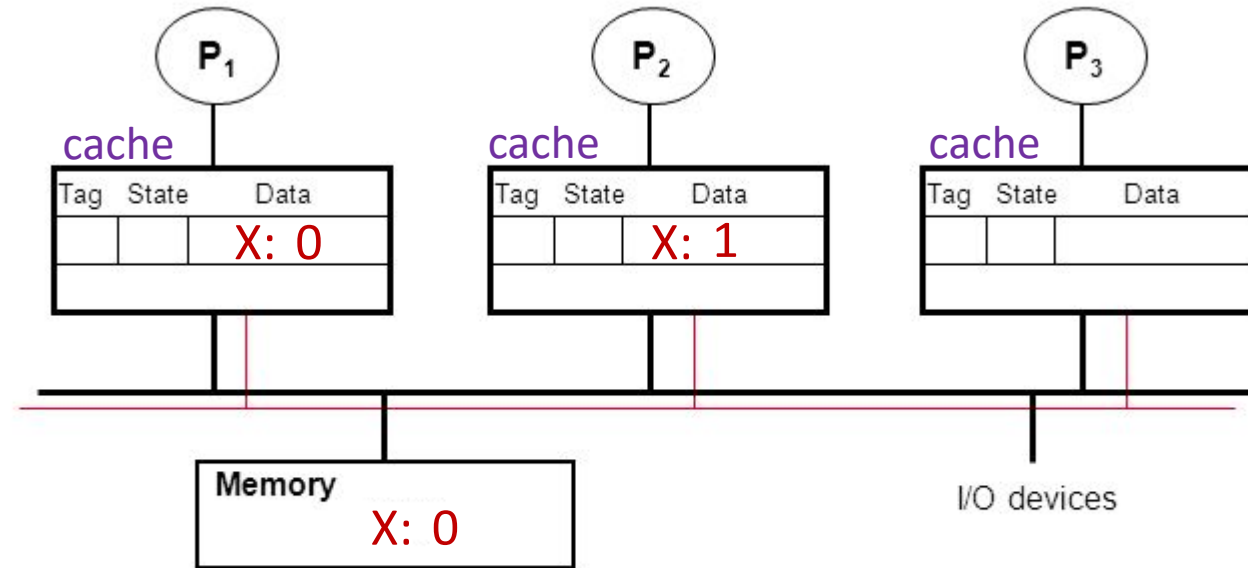 P1 P2 P3
cache cache cache
Tag State Data Tag State Data Tag State Data
X: 0 X: 1
Memory
X: 0
I/O devices